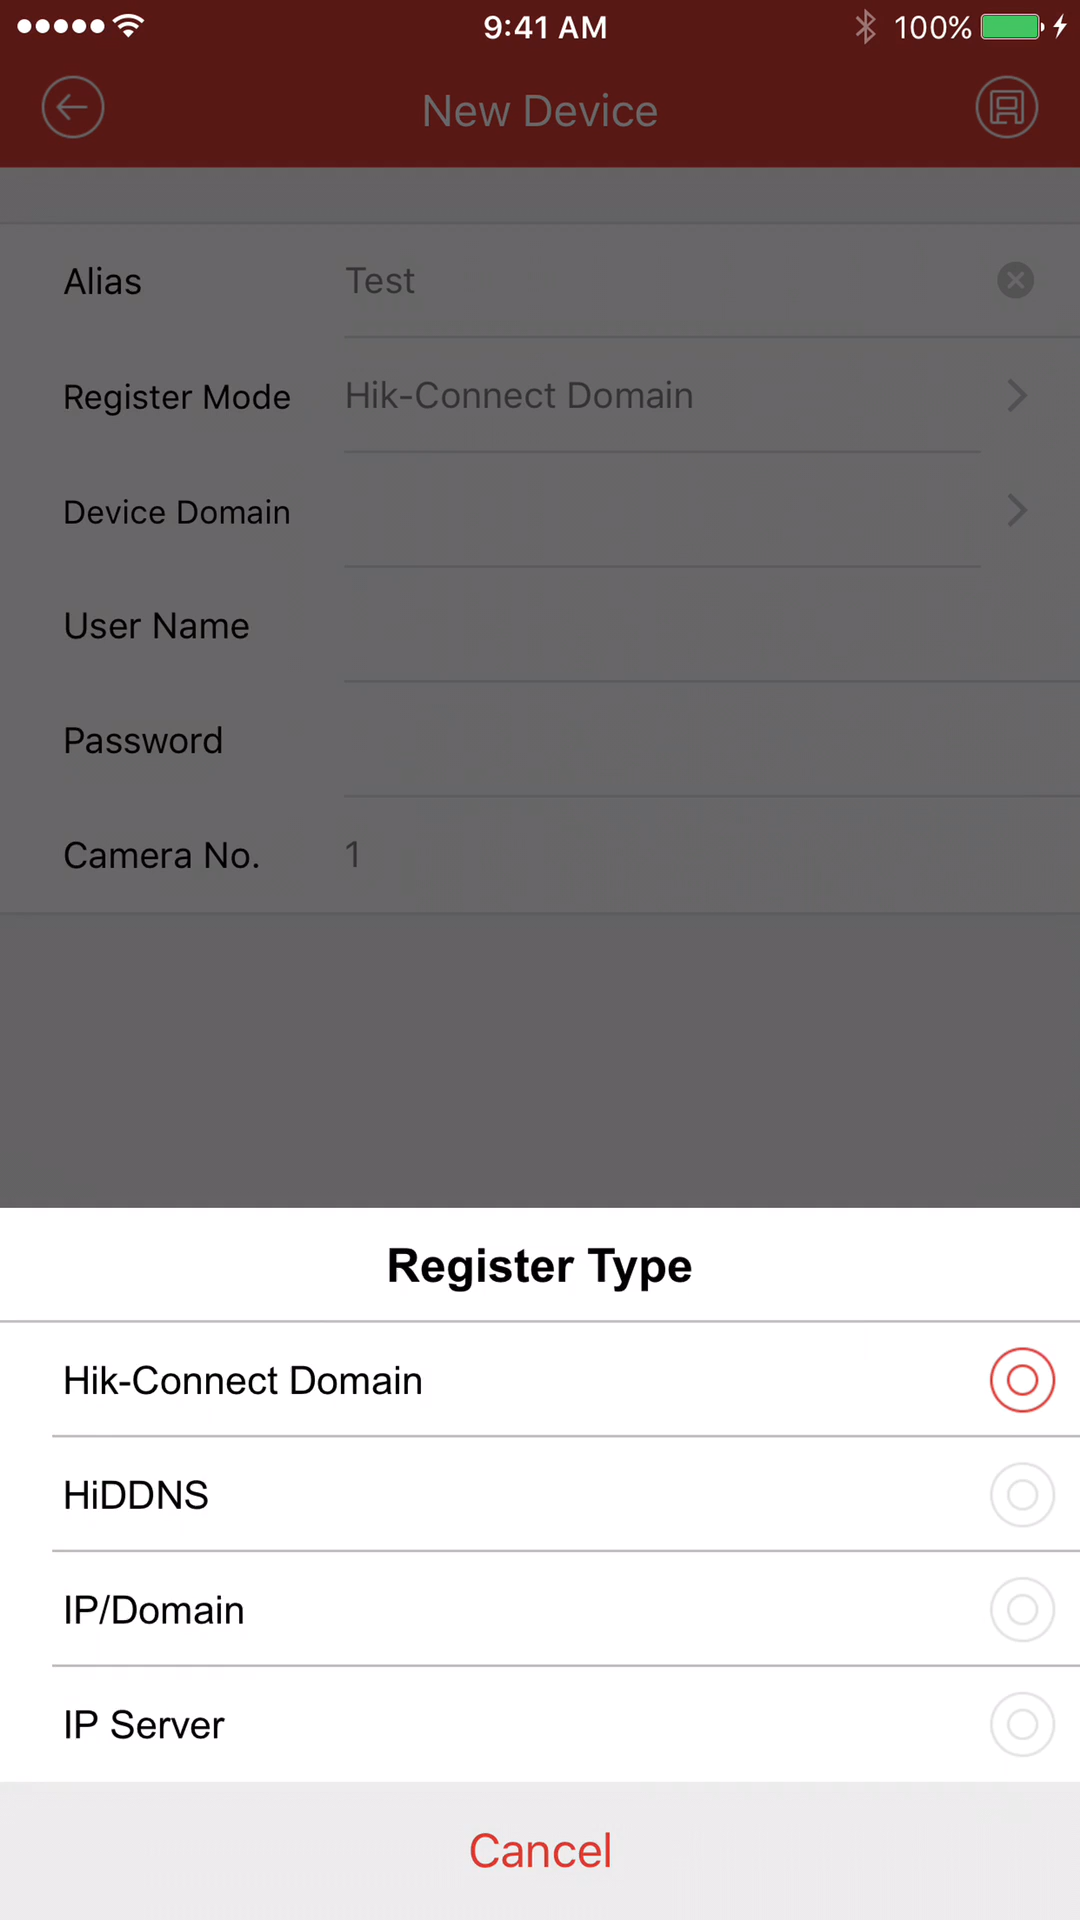 9:41 AM 100%
New Device
Alias Test
Register Mode Hik-Connect Domain
Device Domain
User Name
Password
Camera No. 1
Register Type
Hik-Connect Domain
HiDDNS
IP/Domain
IP Server
Cancel